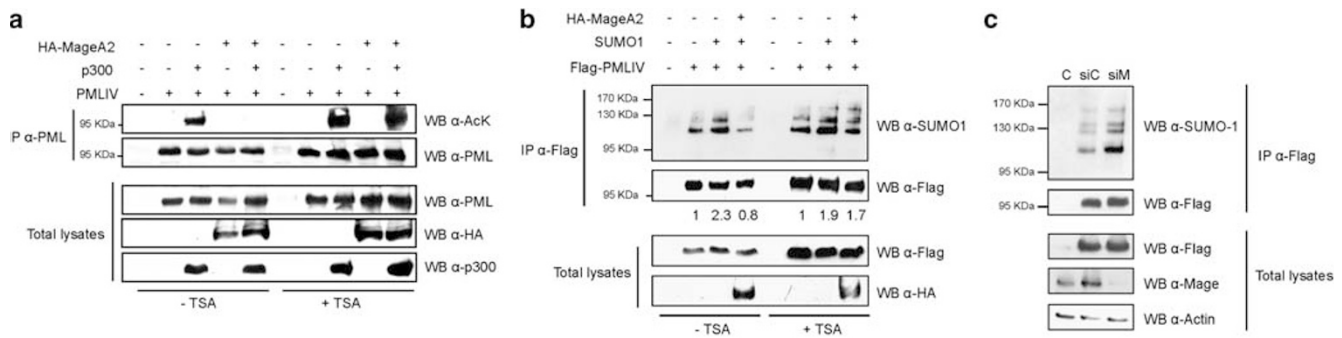 a
HA-MageA2 - - - + + - - - + +
p300 - - + - + - - + - +
PMLIV - + + + + - + + + +
IP α-PML
95 KDa
WB α-AcK
95 KDa
WB α-PML
Total lysates
WB α-PML
WB α-HA
WB α-p300
- TSA
+ TSA
b
HA-MageA2 - - - + - - - +
SUMO1 - - + + - - + +
Flag-PMLIV - + + + - + + +
IP α-Flag
170 KDa
130 KDa
95 KDa
WB α-SUMO1
95 KDa
WB α-Flag
1 2.3 0.8 1 1.9 1.7
Total lysates
WB α-Flag
WB α-HA
- TSA
+ TSA
c
C siC siM
170 KDa
130 KDa
95 KDa
WB α-SUMO-1
95 KDa
WB α-Flag
IP α-Flag
WB α-Flag
WB α-Mage
WB α-Actin
Total lysates